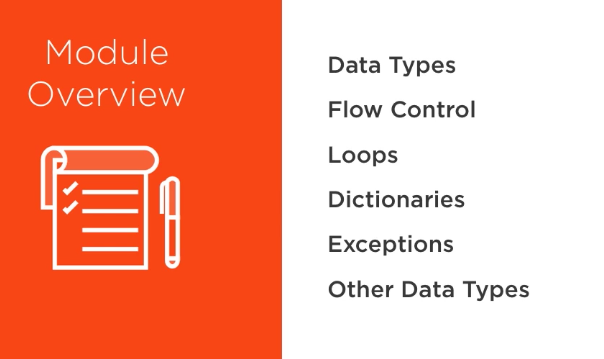 Module
Overview
Data Types
Flow Control
Loops
Dictionaries
Exceptions
Other Data Types